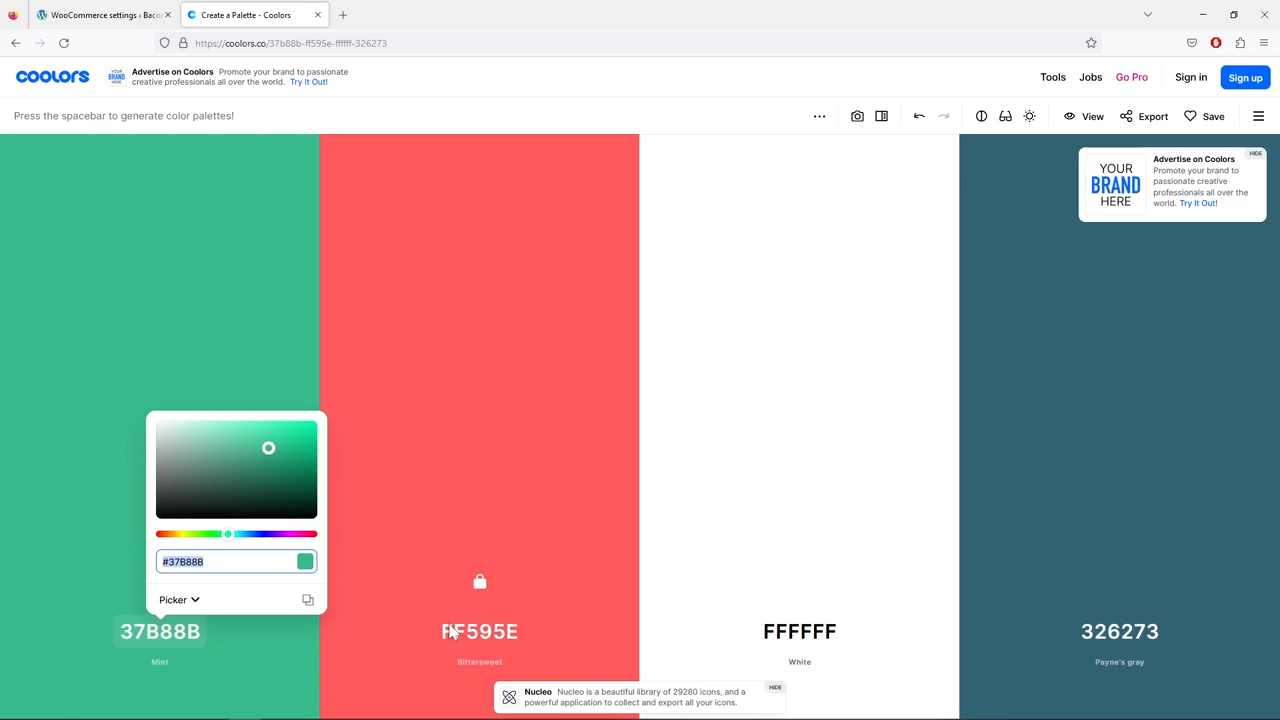 WooCommerce settings ‹ Baco
Create a Palette - Coolors
https://coolors.co/37b88b-ff595e-ffffff-326273
coolors
YOUR BRAND HERE
Advertise on Coolors Promote your brand to passionate
creative professionals all over the world. Try It Out!
Tools Jobs Go Pro Sign in Sign up
Press the spacebar to generate color palettes!
View Export Save
HIDE
YOUR
BRAND
HERE
Advertise on Coolors
Promote your brand to
passionate creative
professionals all over the
world. Try It Out!
#37B88B
Picker
37B88B FF595E FFFFFF 326273
Mint Bittersweet White Payne's gray
HIDE
Nucleo Nucleo is a beautiful library of 29280 icons, and a
powerful application to collect and export all your icons.